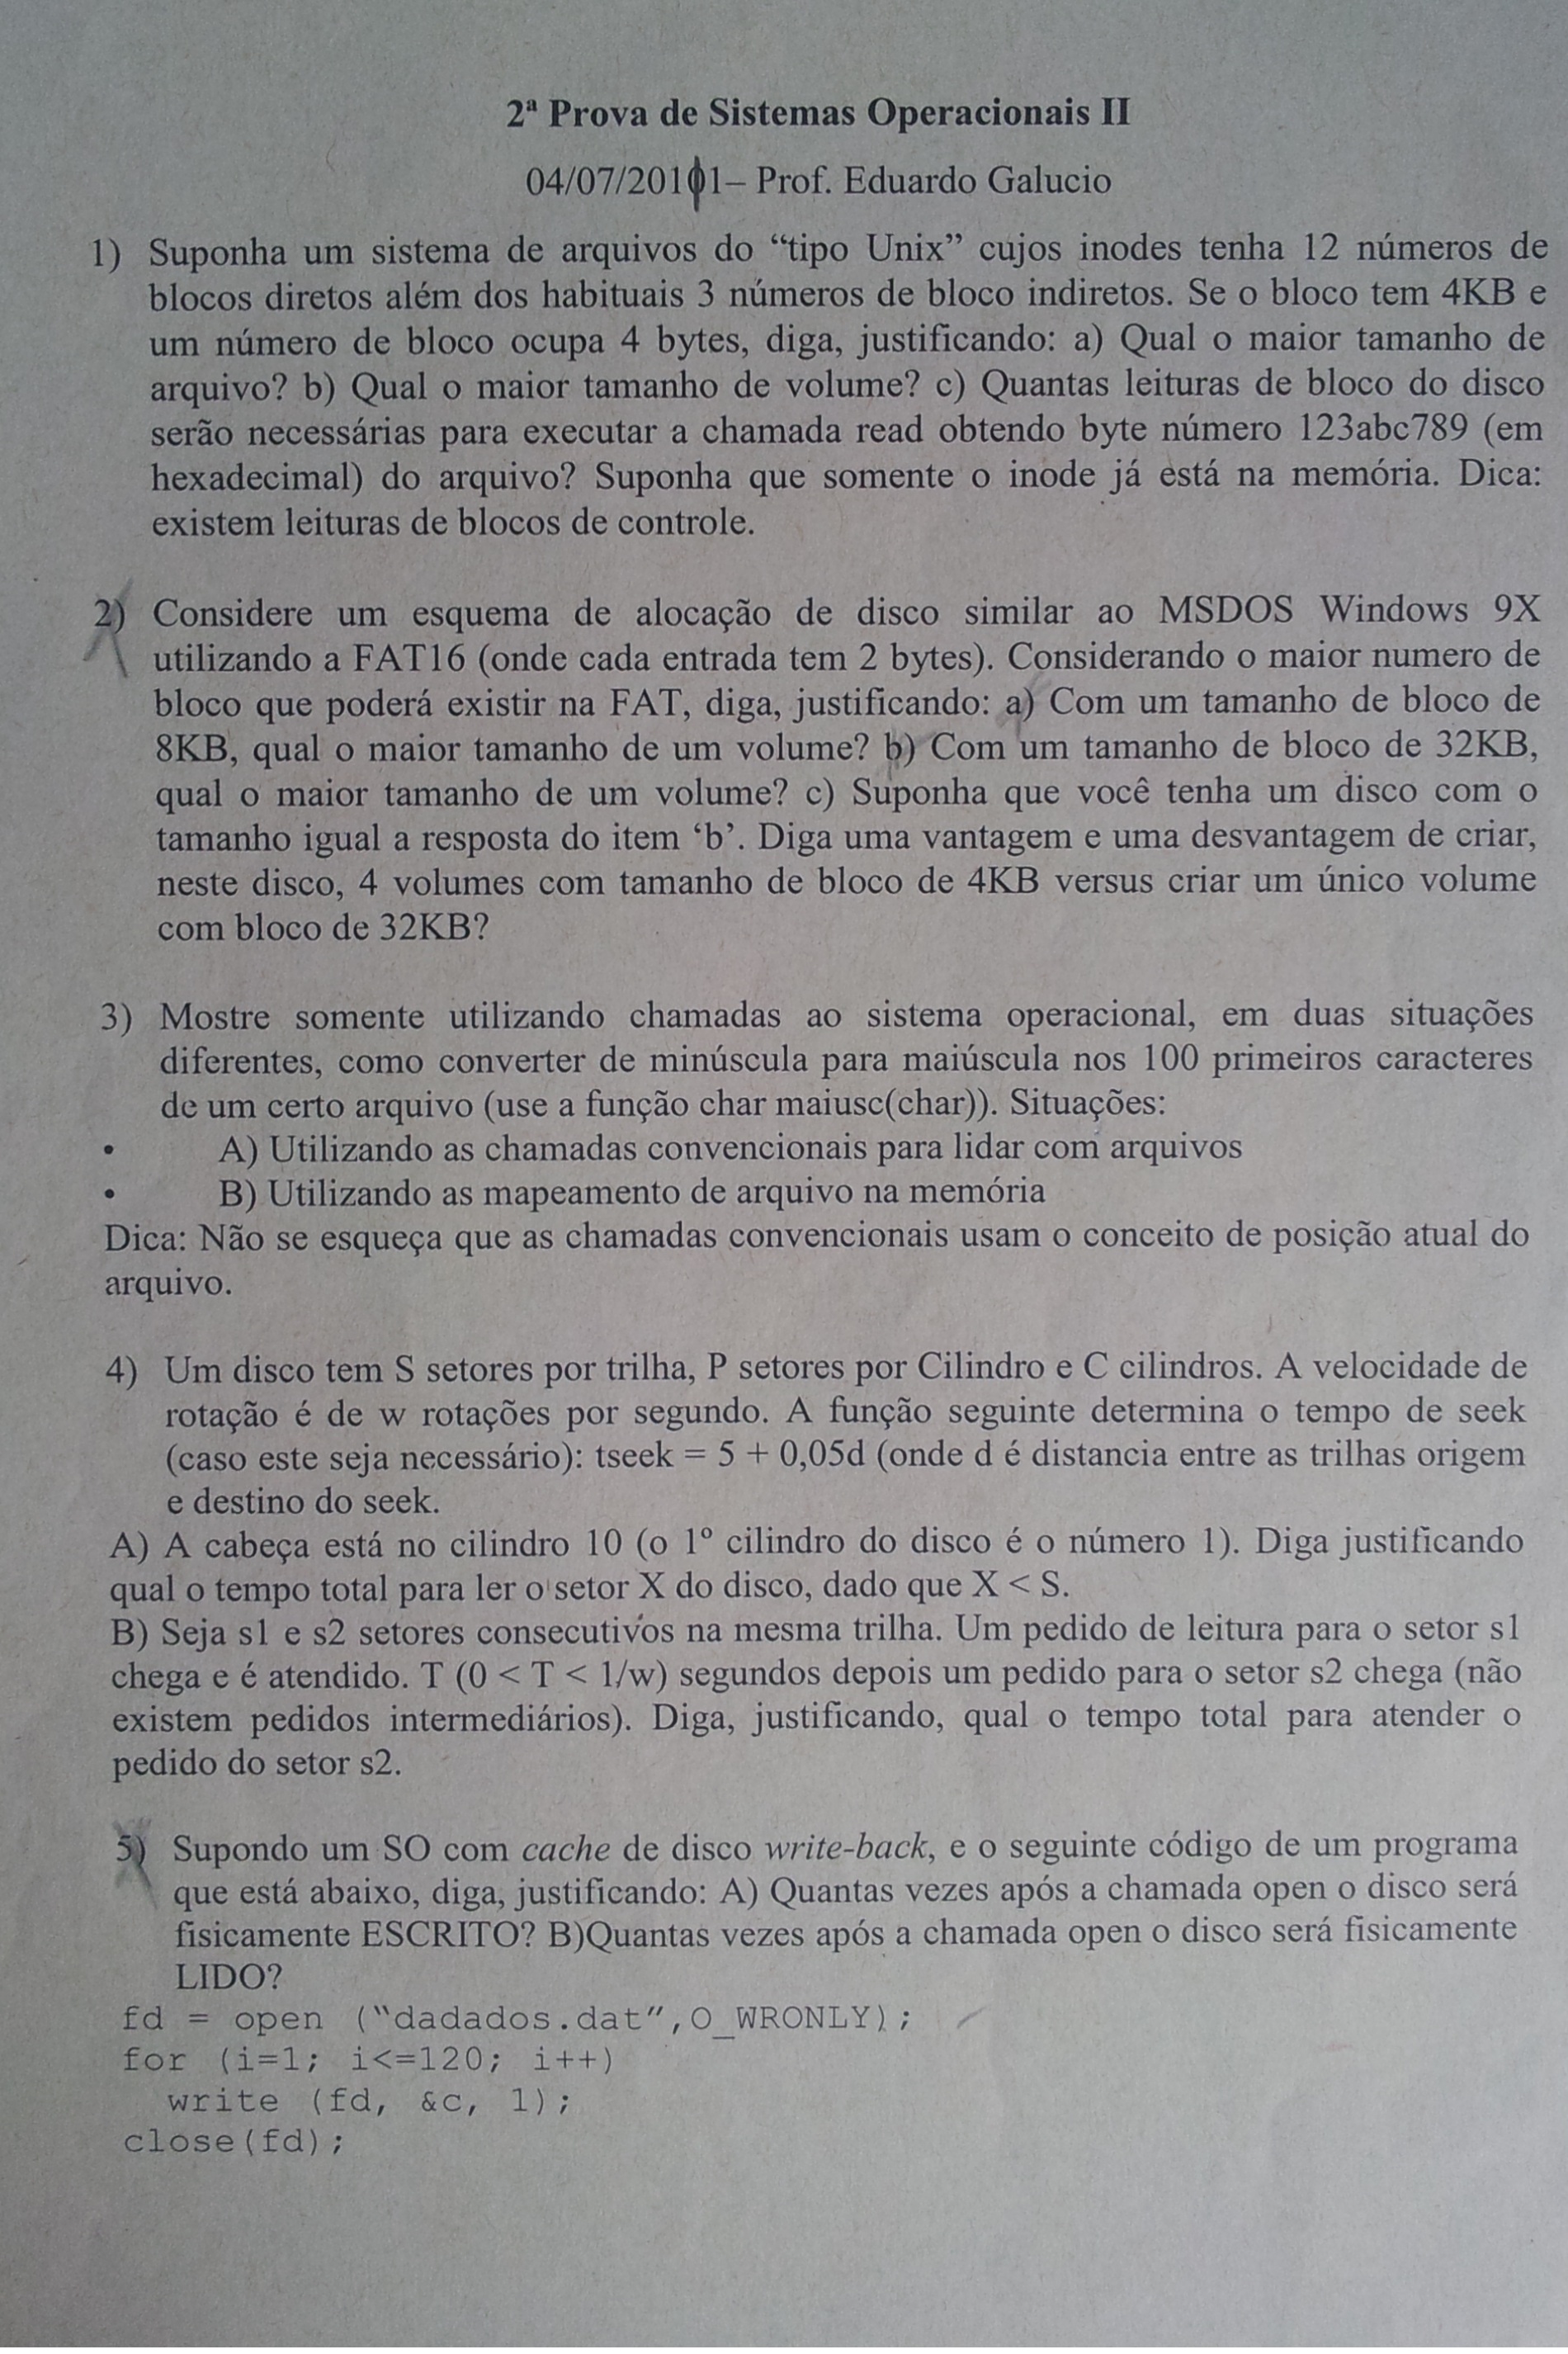 2ª Prova de Sistemas Operacionais II
04/07/20101– Prof. Eduardo Galucio
1) Suponha um sistema de arquivos do “tipo Unix” cujos inodes tenha 12 números de
blocos diretos além dos habituais 3 números de bloco indiretos. Se o bloco tem 4KB e
um número de bloco ocupa 4 bytes, diga, justificando: a) Qual o maior tamanho de
arquivo? b) Qual o maior tamanho de volume? c) Quantas leituras de bloco do disco
serão necessárias para executar a chamada read obtendo byte número 123abc789 (em
hexadecimal) do arquivo? Suponha que somente o inode já está na memória. Dica:
existem leituras de blocos de controle.
2) Considere um esquema de alocação de disco similar ao MSDOS Windows 9X
utilizando a FAT16 (onde cada entrada tem 2 bytes). Considerando o maior numero de
bloco que poderá existir na FAT, diga, justificando: a) Com um tamanho de bloco de
8KB, qual o maior tamanho de um volume? b) Com um tamanho de bloco de 32KB,
qual o maior tamanho de um volume? c) Suponha que você tenha um disco com o
tamanho igual a resposta do item ‘b’. Diga uma vantagem e uma desvantagem de criar,
neste disco, 4 volumes com tamanho de bloco de 4KB versus criar um único volume
com bloco de 32KB?
3) Mostre somente utilizando chamadas ao sistema operacional, em duas situações
diferentes, como converter de minúscula para maiúscula nos 100 primeiros caracteres
de um certo arquivo (use a função char maiusc(char)). Situações:
• A) Utilizando as chamadas convencionais para lidar com arquivos
• B) Utilizando as mapeamento de arquivo na memória
Dica: Não se esqueça que as chamadas convencionais usam o conceito de posição atual do
arquivo.
4) Um disco tem S setores por trilha, P setores por Cilindro e C cilindros. A velocidade de
rotação é de w rotações por segundo. A função seguinte determina o tempo de seek
(caso este seja necessário): tseek = 5 + 0,05d (onde d é distancia entre as trilhas origem
e destino do seek.
A) A cabeça está no cilindro 10 (o 1º cilindro do disco é o número 1). Diga justificando
qual o tempo total para ler o setor X do disco, dado que X < S.
B) Seja s1 e s2 setores consecutivos na mesma trilha. Um pedido de leitura para o setor s1
chega e é atendido. T (0 < T < 1/w) segundos depois um pedido para o setor s2 chega (não
existem pedidos intermediários). Diga, justificando, qual o tempo total para atender o
pedido do setor s2.
5) Supondo um SO com cache de disco write-back, e o seguinte código de um programa
que está abaixo, diga, justificando: A) Quantas vezes após a chamada open o disco será
fisicamente ESCRITO? B)Quantas vezes após a chamada open o disco será fisicamente
LIDO?
fd = open (“dadados.dat”,O_WRONLY);
for (i=1; i<=120; i++)
write (fd, &c, 1);
close(fd);